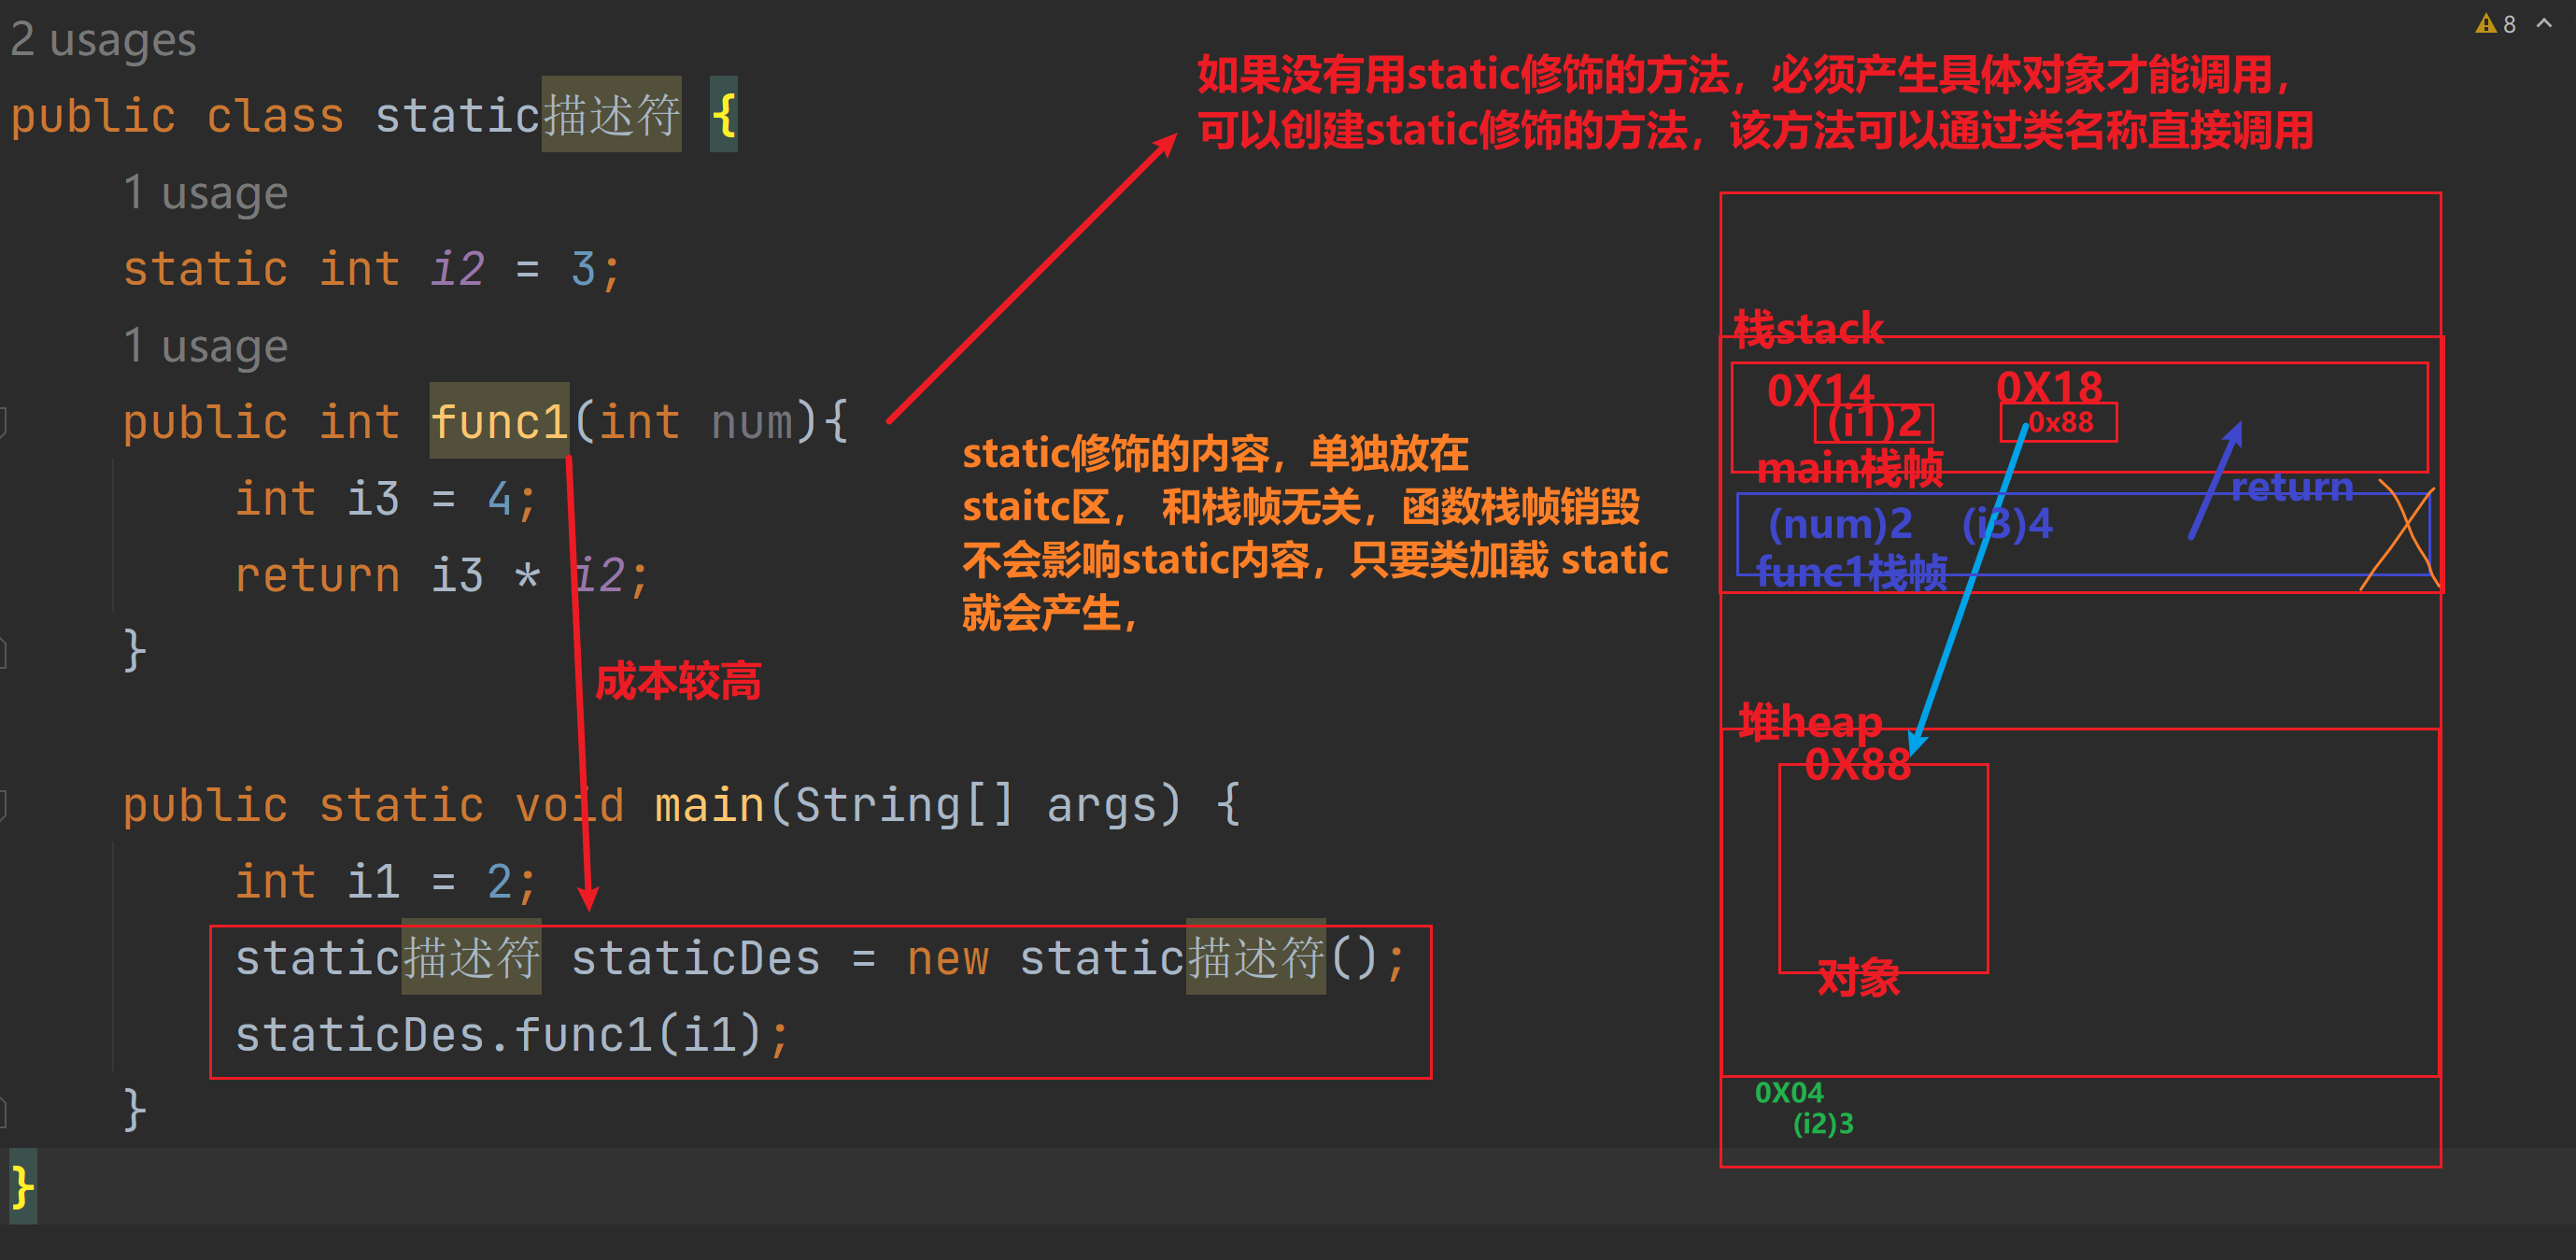 2 usages
8
public class static描述符 {
1 usage
static int i2 = 3;
1 usage
public int func1(int num){
int i3 = 4;
return i3 * i2;
}
public static void main(String[] args) {
int i1 = 2;
static描述符 staticDes = new static描述符();
staticDes.func1(i1);
}
}
如果没有用static修饰的方法，必须产生具体对象才能调用，
可以创建static修饰的方法，该方法可以通过类名称直接调用
static修饰的内容，单独放在
staitc区， 和栈帧无关，函数栈帧销毁
不会影响static内容，只要类加载 static
就会产生，
成本较高
栈stack
0X14
0X18
(i1)2
0x88
main栈帧
return
(num)2
(i3)4
func1栈帧
堆heap
0X88
对象
0X04
(i2)3